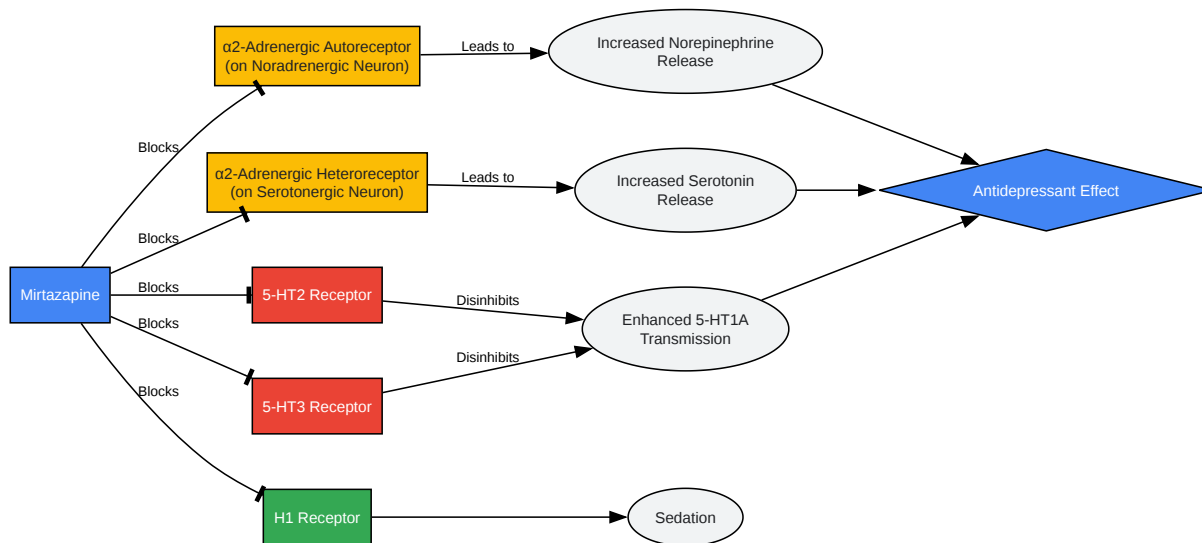 α2-Adrenergic Autoreceptor
(on Noradrenergic Neuron)
Leads to
Increased Norepinephrine
Release
Blocks
α2-Adrenergic Heteroreceptor
(on Serotonergic Neuron)
Leads to
Increased Serotonin
Release
Antidepressant Effect
Blocks
Mirtazapine
Blocks
5-HT2 Receptor
Disinhibits
Enhanced 5-HT1A
Transmission
Blocks
5-HT3 Receptor
Disinhibits
Blocks
H1 Receptor
Sedation